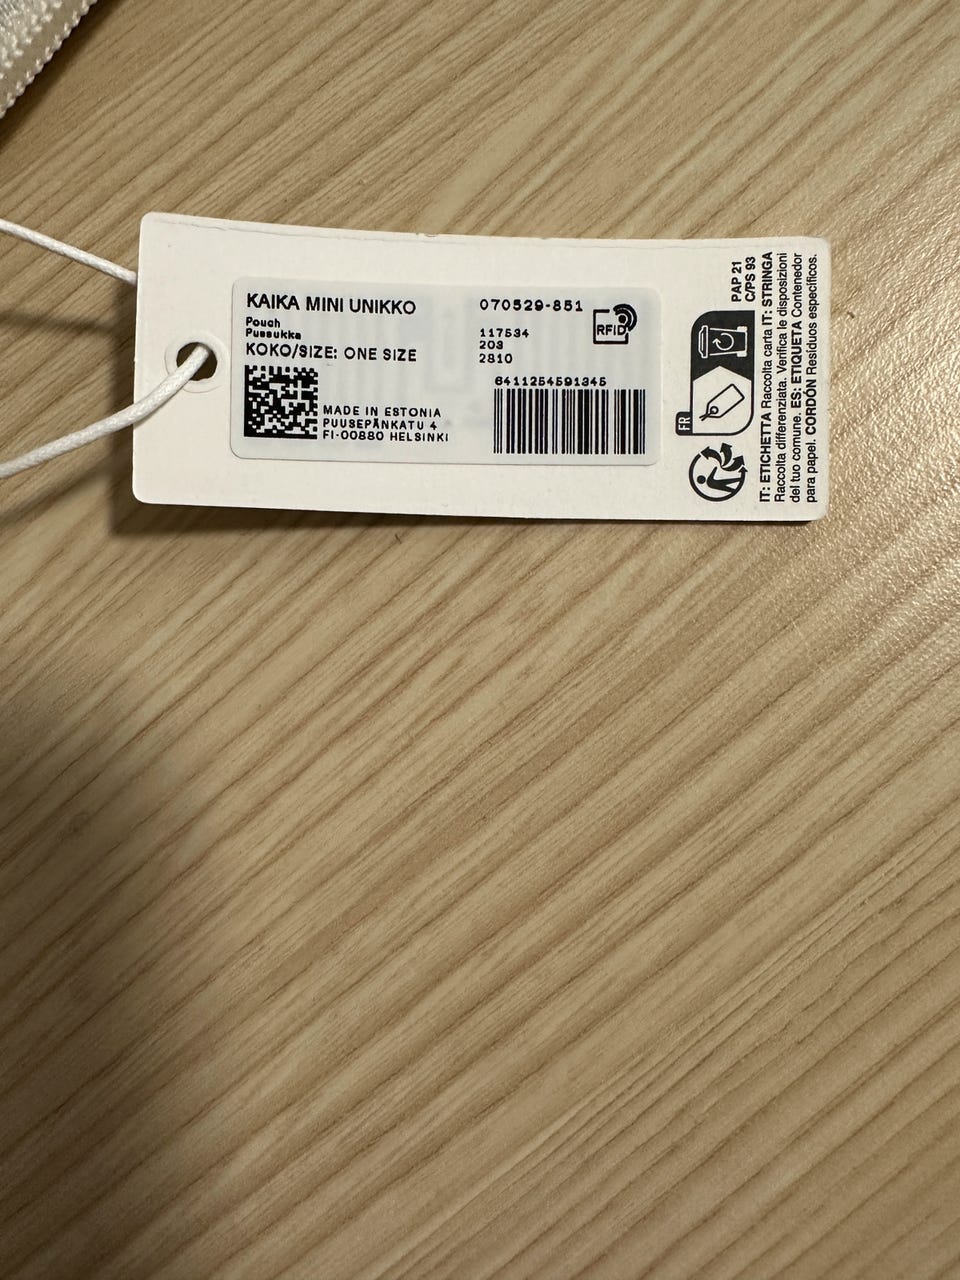 KAIKA MINI UNIKKO
Pouch
Pussukka
KOKO/SIZE: ONE SIZE
MADE IN ESTONIA
PUUSEPÄNKATU 4
FI-00880 HELSINKI
070529-851
117534
203
2810
RFID
6411254591345
PAP 21
C/PS 93
FR
IT: ETICHETTA Raccolta carta IT: STRINGA
Raccolta differenziata. Verifica le disposizioni
del tuo comune. ES: ETIQUETA Contenedor
para papel. CORDÓN Residuos específicos.